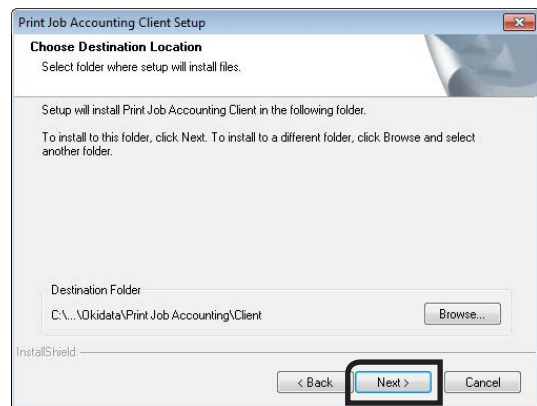 Print Job Accounting Client Setup
Choose Destination Location
Select folder where setup will install files.
Setup will install Print Job Accounting Client in the following folder.
To install to this folder, click Next. To install to a different folder, click Browse and select
another folder.
Destination Folder
C:\...\Okidata\Print Job Accounting\Client
Browse...
InstallShield
< Back
Next >
Cancel